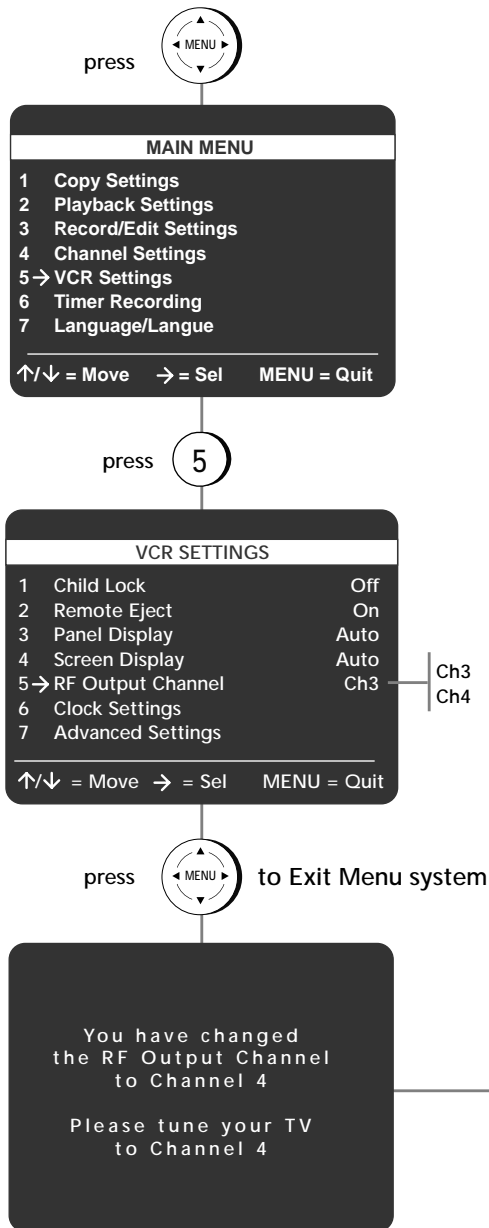 MENU
press
MAIN MENU
1 Copy Settings
2 Playback Settings
3 Record/Edit Settings
4 Channel Settings
5→ VCR Settings
6 Timer Recording
7 Language/Langue
↑/↓ = Move → = Sel MENU = Quit
press 5
VCR SETTINGS
1 Child Lock Off
2 Remote Eject On
3 Panel Display Auto
4 Screen Display Auto
5→ RF Output Channel Ch3
6 Clock Settings
7 Advanced Settings
↑/↓ = Move → = Sel MENU = Quit
Ch3
Ch4
press MENU to Exit Menu system
You have changed
the RF Output Channel
to Channel 4
Please tune your TV
to Channel 4